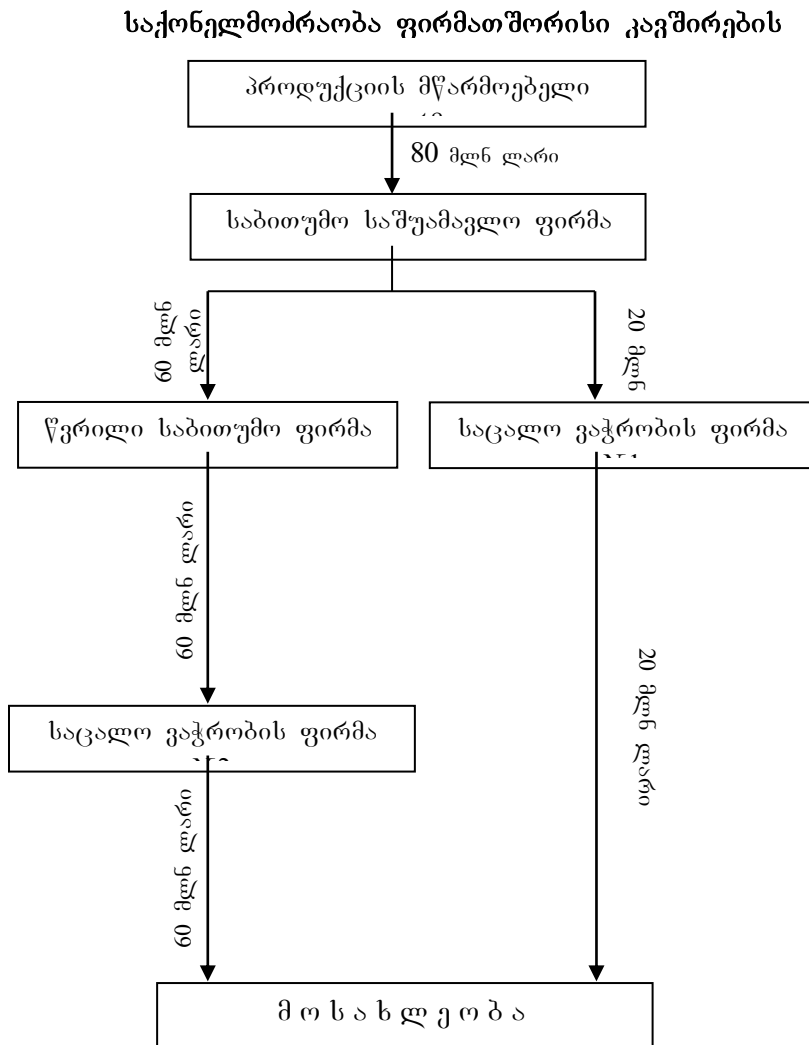 საქონელმოძრაობა ფირმათშორისი კავშირების
პროდუქციის მწარმოებელი
80 მლნ ლარი
საბითუმო საშუამავლო ფირმა
60 მლნ
ლარი
20 მლნ
წვრილი საბითუმო ფირმა
საცალო ვაჭრობის ფირმა
60 მლნ ლარი
საცალო ვაჭრობის ფირმა
20 მლნ ლარი
60 მლნ ლარი
მოსახლეობა